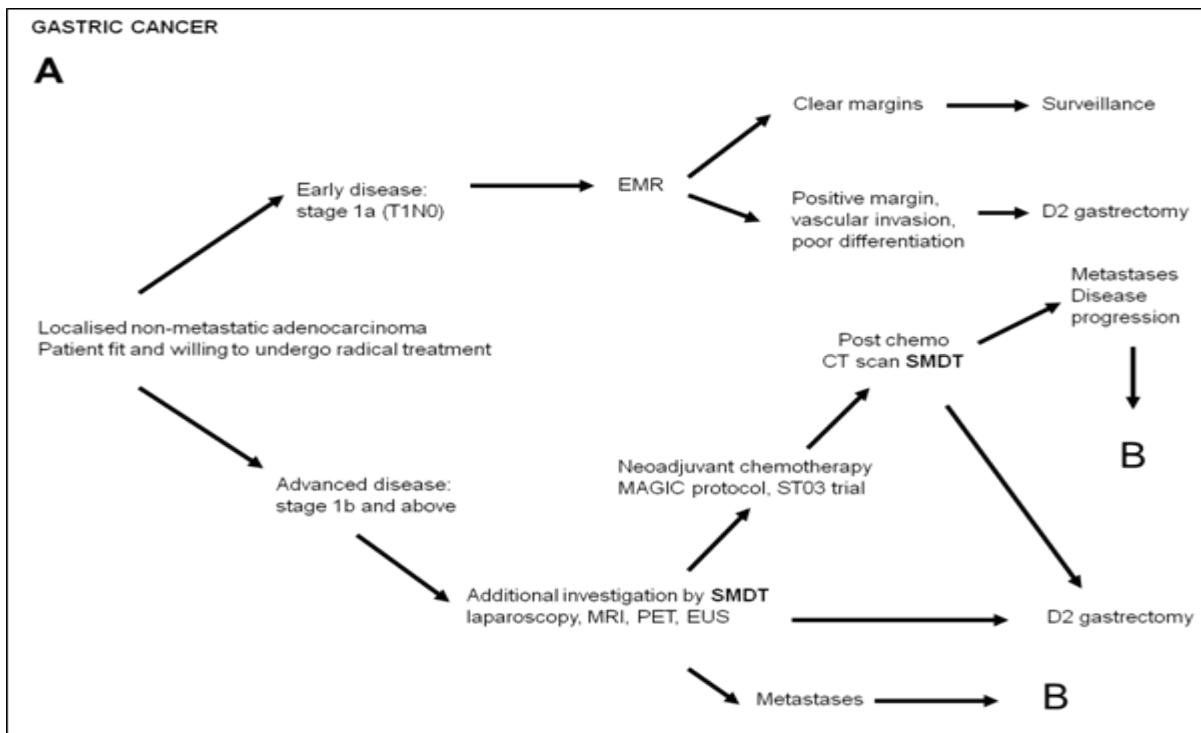 GASTRIC CANCER
A
Clear margins
Surveillance
Early disease:
stage 1a (T1N0)
EMR
Positive margin,
vascular invasion,
poor differentiation
D2 gastrectomy
Localised non-metastatic adenocarcinoma
Patient fit and willing to undergo radical treatment
Metastases
Disease
progression
Post chemo
CT scan SMDT
B
Advanced disease:
stage 1b and above
Neoadjuvant chemotherapy
MAGIC protocol, ST03 trial
Additional investigation by SMDT
laparoscopy, MRI, PET, EUS
D2 gastrectomy
Metastases
B